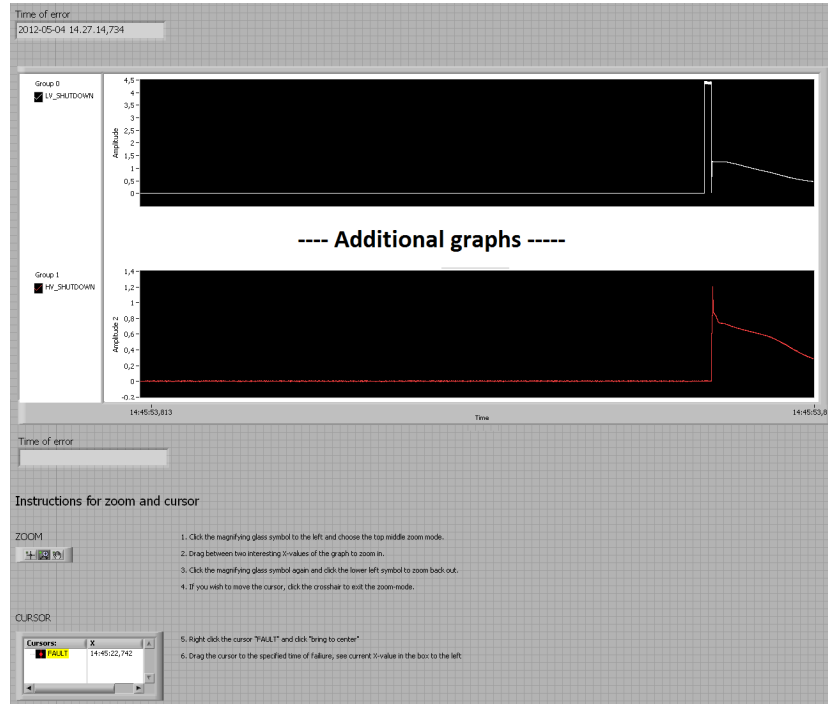 Time of error
2012-05-04 14.27.14,734
Group 0
LV_SHUTDOWN
Amplitude
4,5
4
3,5
3
2,5
2
1,5
1
0,5
0
---- Additional graphs -----
Group 1
HV_SHUTDOWN
Amplitude 2
1,4
1,2
1
0,8
0,6
0,4
0,2
0
-0,2
14:45:53,813
Time
14:45:53,8
Time of error
Instructions for zoom and cursor
ZOOM
1. Click the magnifying glass symbol to the left and choose the top middle zoom mode.
2. Drag between two interesting X-values of the graph to zoom in.
3. Click the magnifying glass symbol again and click the lower left symbol to zoom back out.
4. If you wish to move the cursor, click the crosshair to exit the zoom-mode.
CURSOR
Cursors: X
FAULT 14:45:22,742
5. Right click the cursor "FAULT" and click "bring to center"
6. Drag the cursor to the specified time of failiure, see current X-value in the box to the left